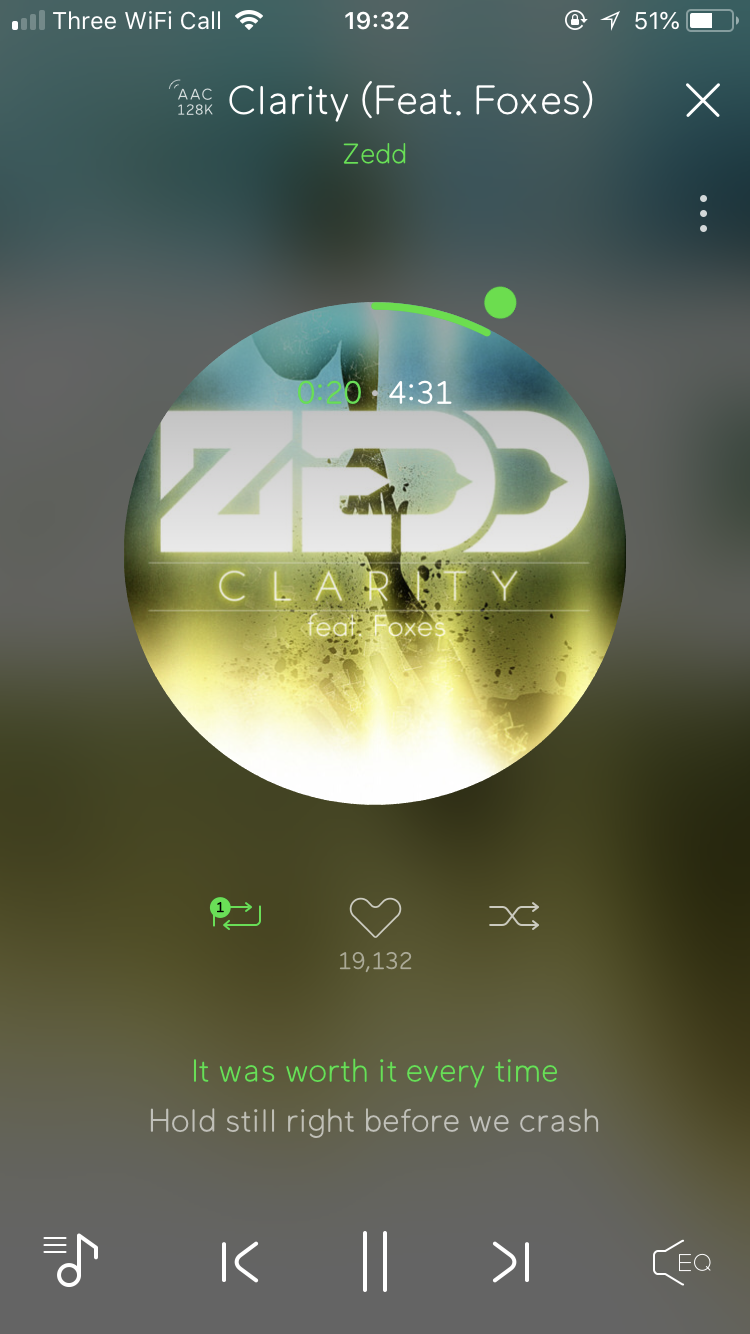 Three WiFi Call 19:32 51%
AAC
128K
Clarity (Feat. Foxes)
Zedd
0:20 · 4:31
ZEDD
CLARITY
feat. Foxes
1
19,132
It was worth it every time
Hold still right before we crash
EQ